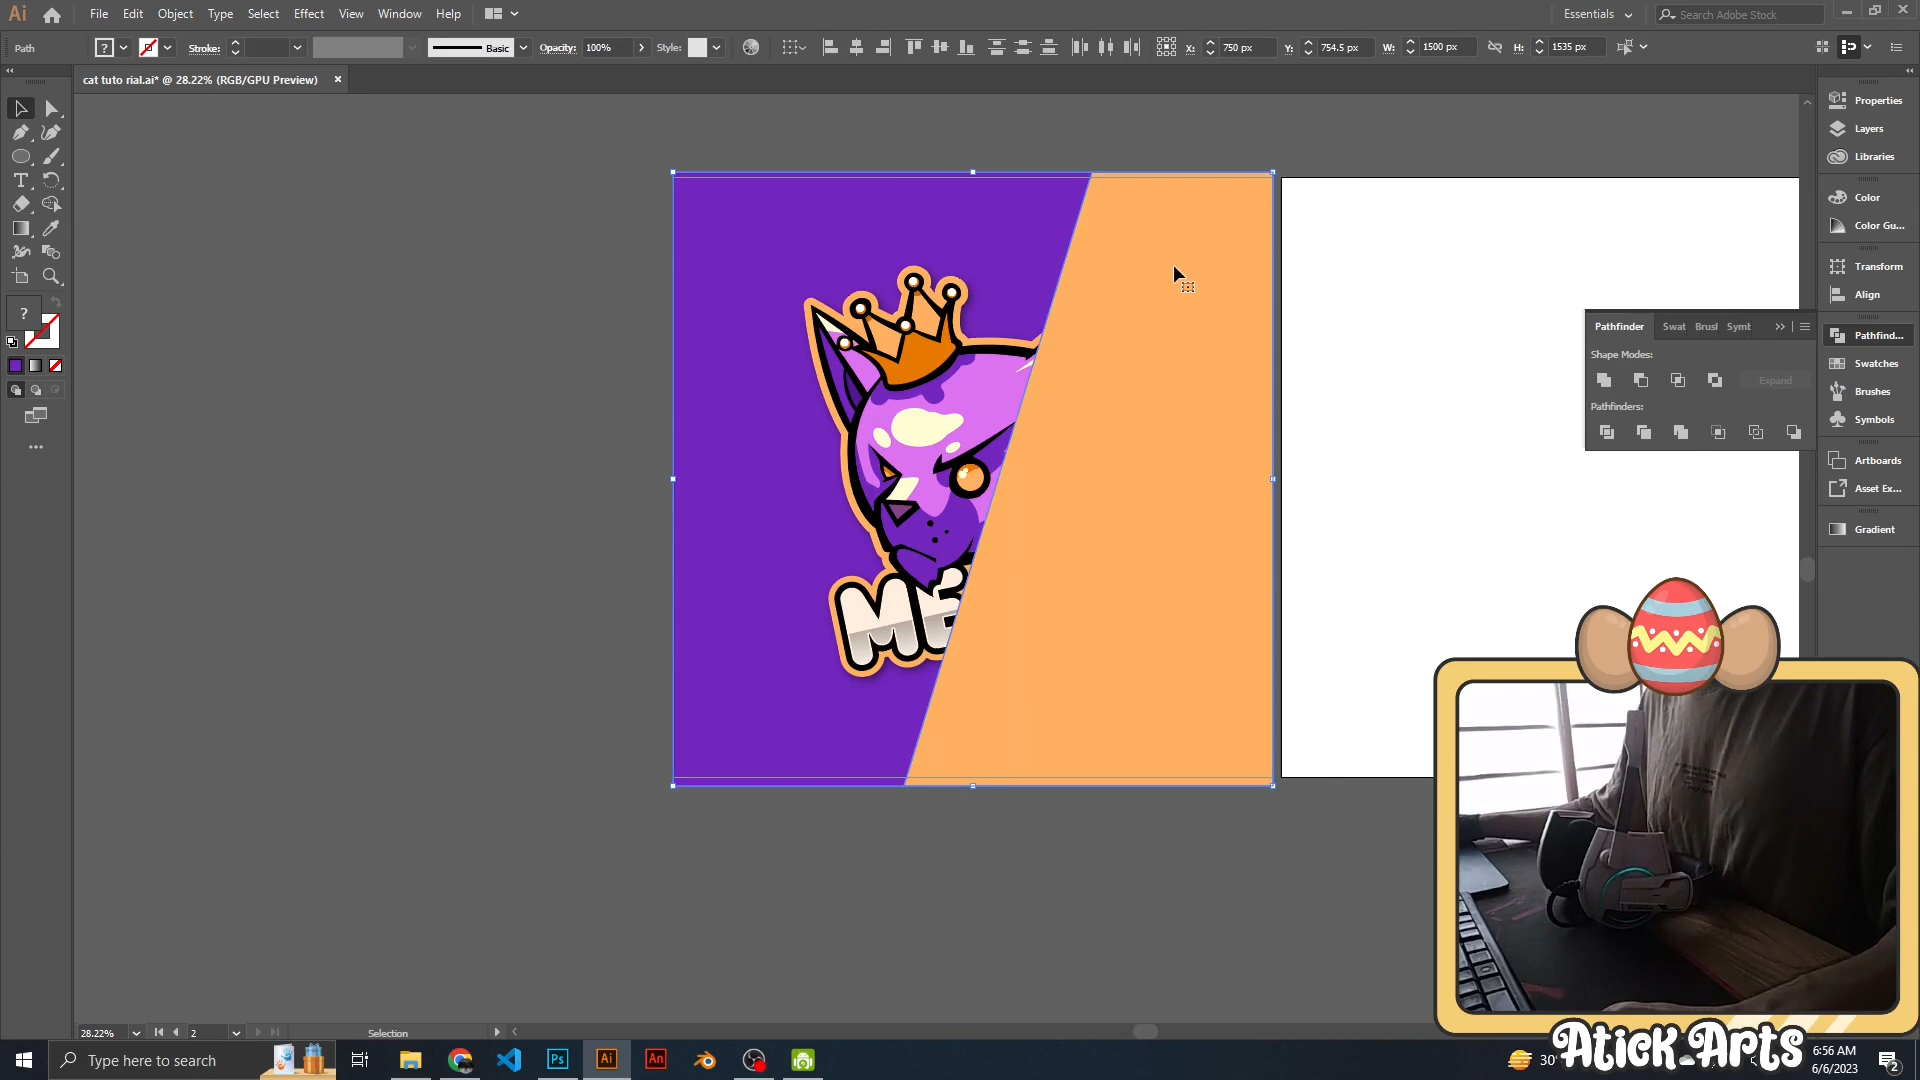 Ai File Edit Object Type Select Effect View Window Help Essentials Search Adobe Stock
Path ? Stroke: Basic Opacity: 100% Style: X: 750 px Y: 754.5 px W: 1500 px H: 1535 px
cat tuto rial.ai* @ 28.22% (RGB/GPU Preview) ×
Properties
Layers
Libraries
Color
Color Gu...
Transform
Align
Pathfind...
Swatches
Brushes
Symbols
Artboards
Asset Ex...
Gradient
Pathfinder Swat Brusl Symt
Shape Modes:
Expand
Pathfinders:
T
?
28.22% 2 Selection
Type here to search
Ps Ai An
30°
Atick Arts
6:56 AM
6/6/2023
2